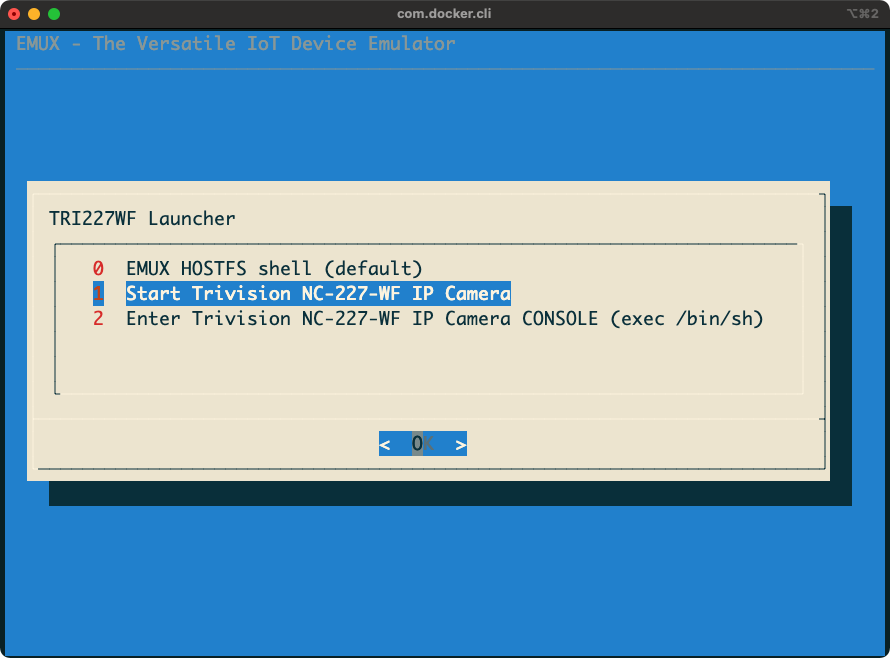 com.docker.cli
⌥⌘2
EMUX - The Versatile IoT Device Emulator
TRI227WF Launcher
0 EMUX HOSTFS shell (default)
1 Start Trivision NC-227-WF IP Camera
2 Enter Trivision NC-227-WF IP Camera CONSOLE (exec /bin/sh)
< OK >